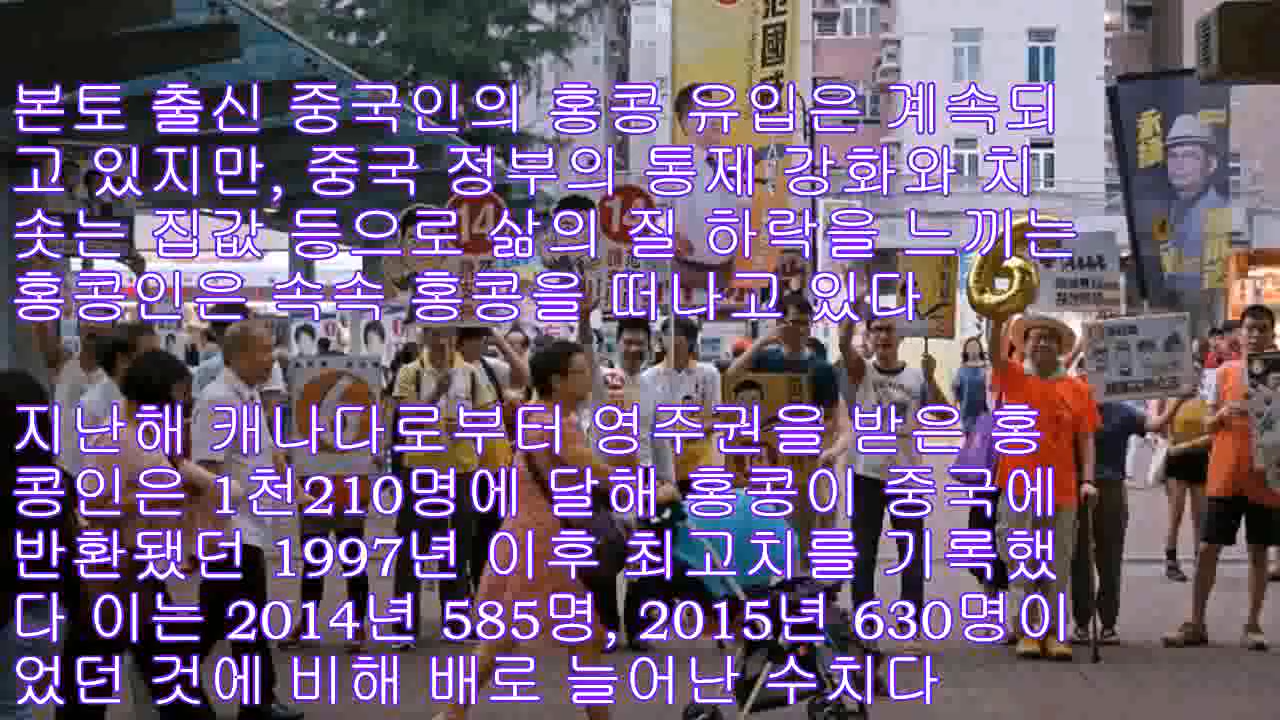 본토 출신 중국인의 홍콩 유입은 계속되
고 있지만, 중국 정부의 통제 강화와 치
솟는 집값 등으로 삶의 질 하락을 느끼는
홍콩인은 속속 홍콩을 떠나고 있다
지난해 캐나다로부터 영주권을 받은 홍
콩인은 1천210명에 달해 홍콩이 중국에
반환됐던 1997년 이후 최고치를 기록했
다 이는 2014년 585명, 2015년 630명이
었던 것에 비해 배로 늘어난 수치다
14
14
6